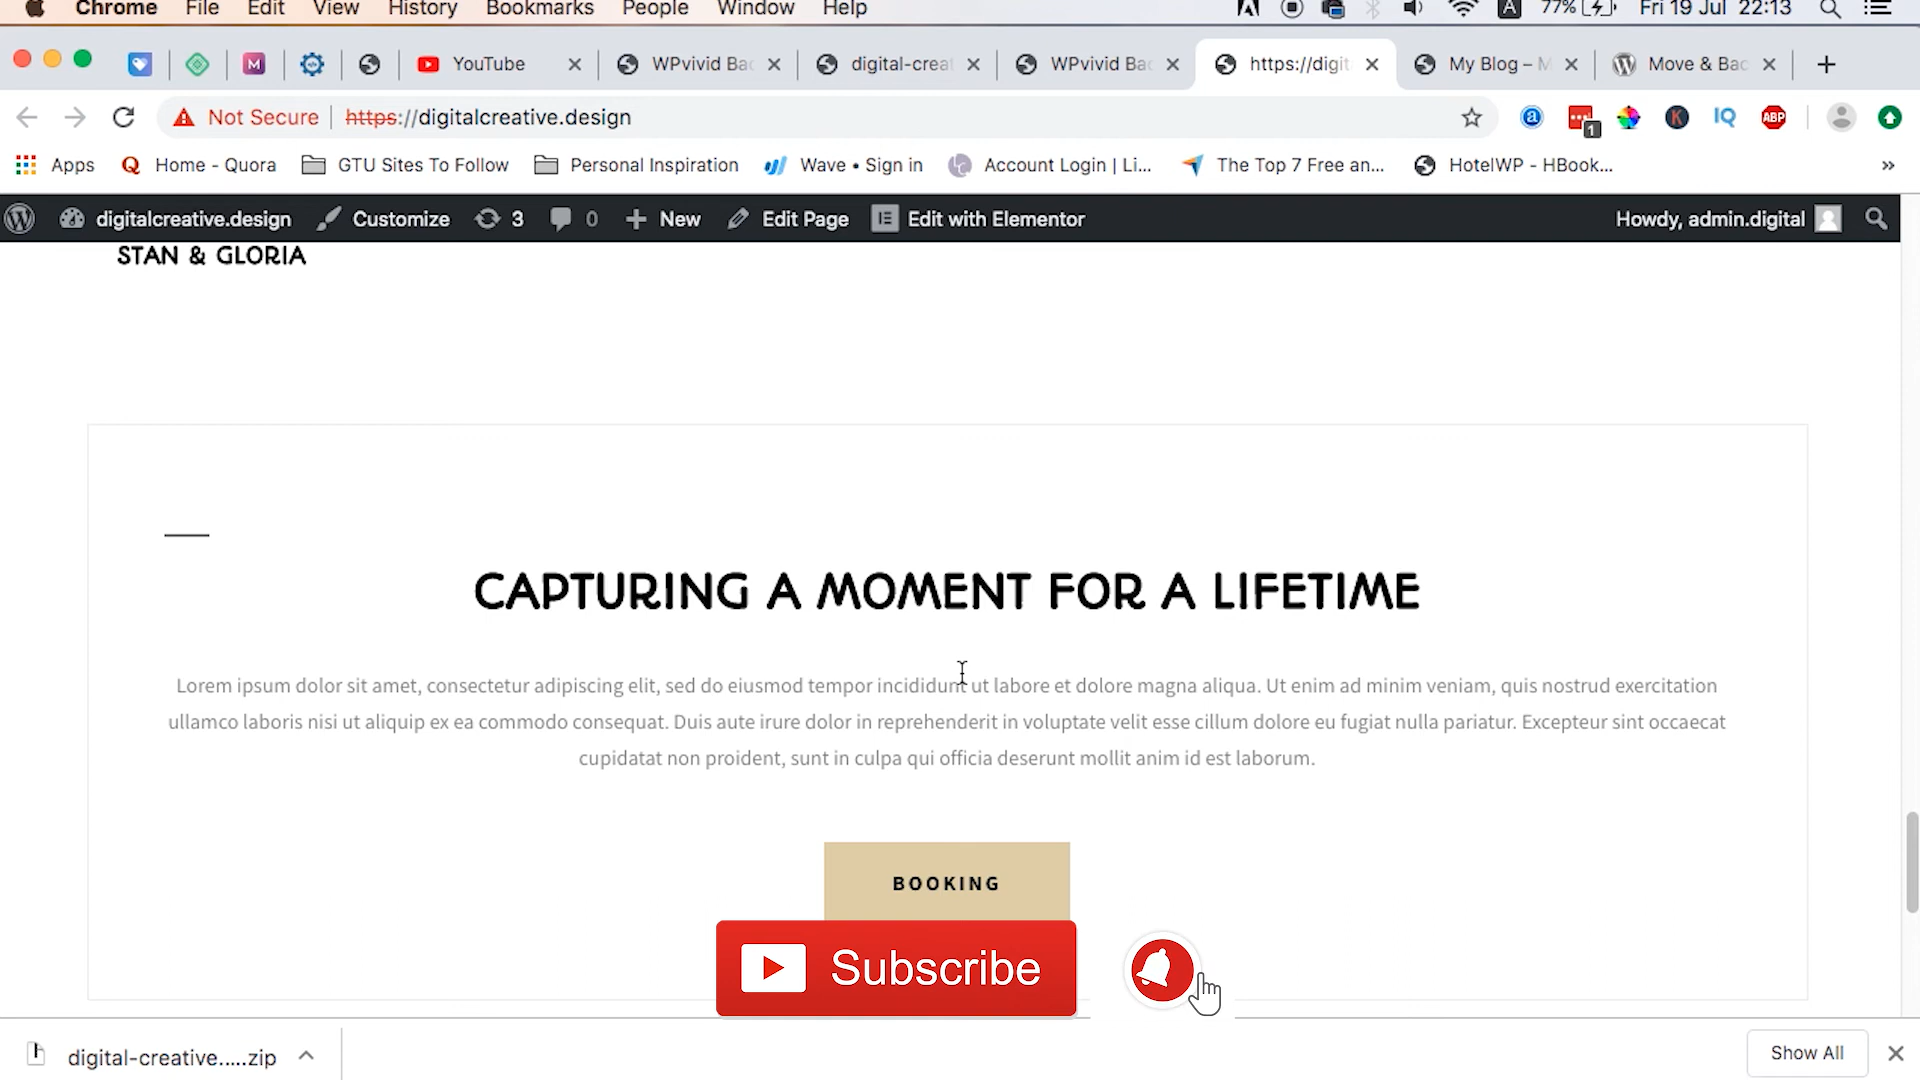 Chrome File Edit View History Bookmarks People Window Help A 77% Fri 19 Jul 22:13
M YouTube WPvivid Bac digital-creat WPvivid Bac https://digit My Blog – M Move & Bac
Not Secure https://digitalcreative.design a 1 K IQ ABP
Apps Q Home - Quora GTU Sites To Follow Personal Inspiration Wave • Sign in LC Account Login | Li... The Top 7 Free an... HotelWP - HBook... »
digitalcreative.design Customize 3 0 New Edit Page Edit with Elementor Howdy, admin.digital
STAN & GLORIA
CAPTURING A MOMENT FOR A LIFETIME
Lorem ipsum dolor sit amet, consectetur adipiscing elit, sed do eiusmod tempor incididunt ut labore et dolore magna aliqua. Ut enim ad minim veniam, quis nostrud exercitation
ullamco laboris nisi ut aliquip ex ea commodo consequat. Duis aute irure dolor in reprehenderit in voluptate velit esse cillum dolore eu fugiat nulla pariatur. Excepteur sint occaecat
cupidatat non proident, sunt in culpa qui officia deserunt mollit anim id est laborum.
BOOKING
Subscribe
digital-creative.....zip Show All